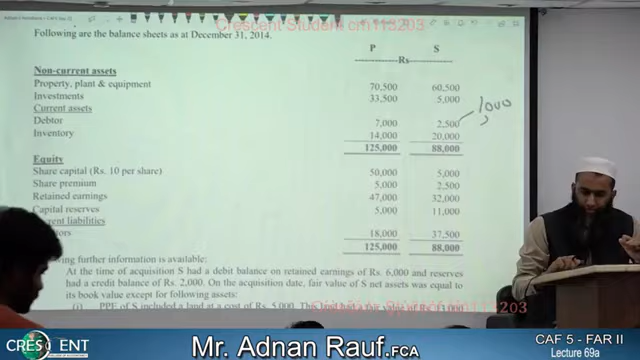 Crescent Student cm113203
Following are the balance sheets as at December 31, 2014.
P S
Rs
Non-current assets
Property, plant & equipment 70,500 60,500
Investments 33,500 5,000
1000
Current assets
Debtor 7,000 2,500
Inventory 14,000 20,000
125,000 88,000
Equity
Share capital (Rs. 10 per share) 50,000 5,000
Share premium 5,000 2,500
Retained earnings 47,000 32,000
Capital reserves 5,000 11,000
rent liabilities
tors 18,000 37,500
125,000 88,000
wing further information is available:
At the time of acquisition S had a debit balance on retained earnings of Rs. 6,000 and reserves
had a credit balance of Rs. 2,000. On the acquisition date, fair value of S net assets was equal to
its book value except for following assets:
(i) PPE of S included a land at a cost of Rs. 5,000.
CRESCENT
Mr. Adnan Rauf.FCA
CAF 5 - FAR II
Lecture 69a